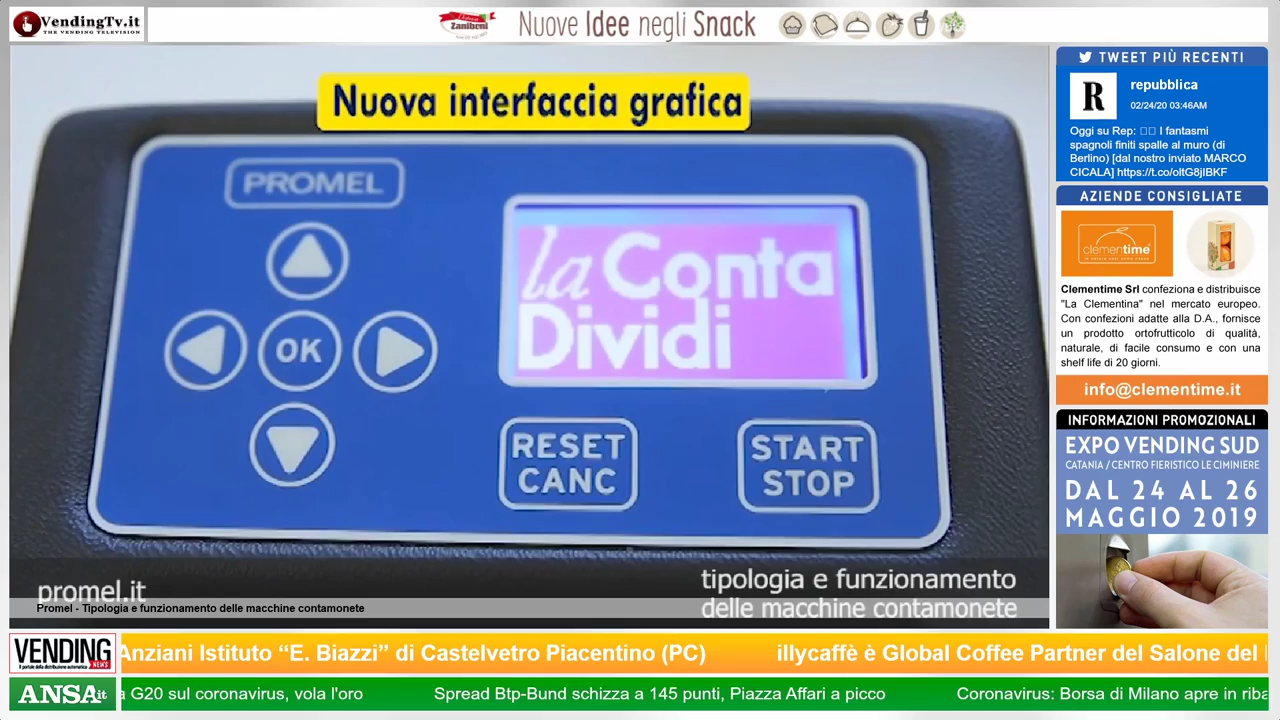 VendingTv.it
THE VENDING TELEVISION
Zaniboni
Nuove Idee negli Snack
Nuova interfaccia grafica
PROMEL
OK
Conta
Dividi
RESET
CANC
START
STOP
promel.it
tipologia e funzionamento
delle macchine contamonete
Promel - Tipologia e funzionamento delle macchine contamonete
TWEET PIÙ RECENTI
R
repubblica
02/24/20 03:46AM
Oggi su Rep: I fantasmi
spagnoli finiti spalle al muro (di
Berlino) [dal nostro inviato MARCO
CICALA] https://t.co/oltG8jIBKF
AZIENDE CONSIGLIATE
clementime
Clementime Srl confeziona e distribuisce
"La Clementina" nel mercato europeo.
Con confezioni adatte alla D.A., fornisce
un prodotto ortofrutticolo di qualità,
naturale, di facile consumo e con una
shelf life di 20 giorni.
info@clementime.it
INFORMAZIONI PROMOZIONALI
EXPO VENDING SUD
CATANIA / CENTRO FIERISTICO LE CIMINIERE
DAL 24 AL 26
MAGGIO 2019
VENDING
NEWS
Il portale della distribuzione automatica
Anziani Istituto “E. Biazzi” di Castelvetro Piacentino (PC) illycaffè è Global Coffee Partner del Salone del
ANSA.it
a G20 sul coronavirus, vola l'oro Spread Btp-Bund schizza a 145 punti, Piazza Affari a picco Coronavirus: Borsa di Milano apre in riba